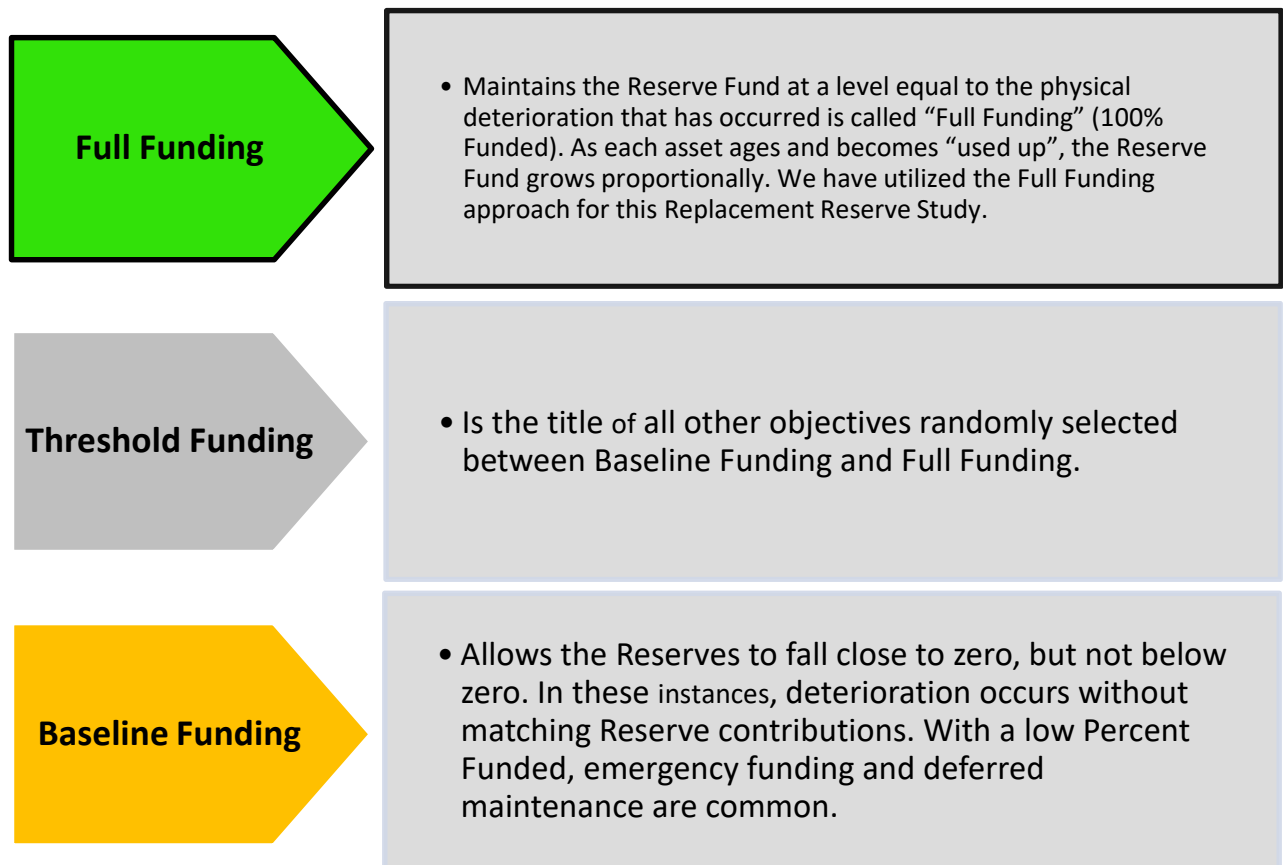 Full Funding
• Maintains the Reserve Fund at a level equal to the physical
deterioration that has occurred is called “Full Funding” (100%
Funded). As each asset ages and becomes “used up”, the Reserve
Fund grows proportionally. We have utilized the Full Funding
approach for this Replacement Reserve Study.
Threshold Funding
• Is the title of all other objectives randomly selected
between Baseline Funding and Full Funding.
Baseline Funding
• Allows the Reserves to fall close to zero, but not below
zero. In these instances, deterioration occurs without
matching Reserve contributions. With a low Percent
Funded, emergency funding and deferred
maintenance are common.